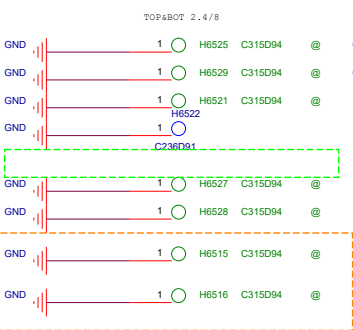 TOP&BOT 2.4/8
GND 1 H6525 C315D94 @
GND 1 H6529 C315D94 @
GND 1 H6521 C315D94 @
H6522
GND 1
C236D91
GND 1 H6527 C315D94 @
GND 1 H6528 C315D94 @
GND 1 H6515 C315D94 @
GND 1 H6516 C315D94 @